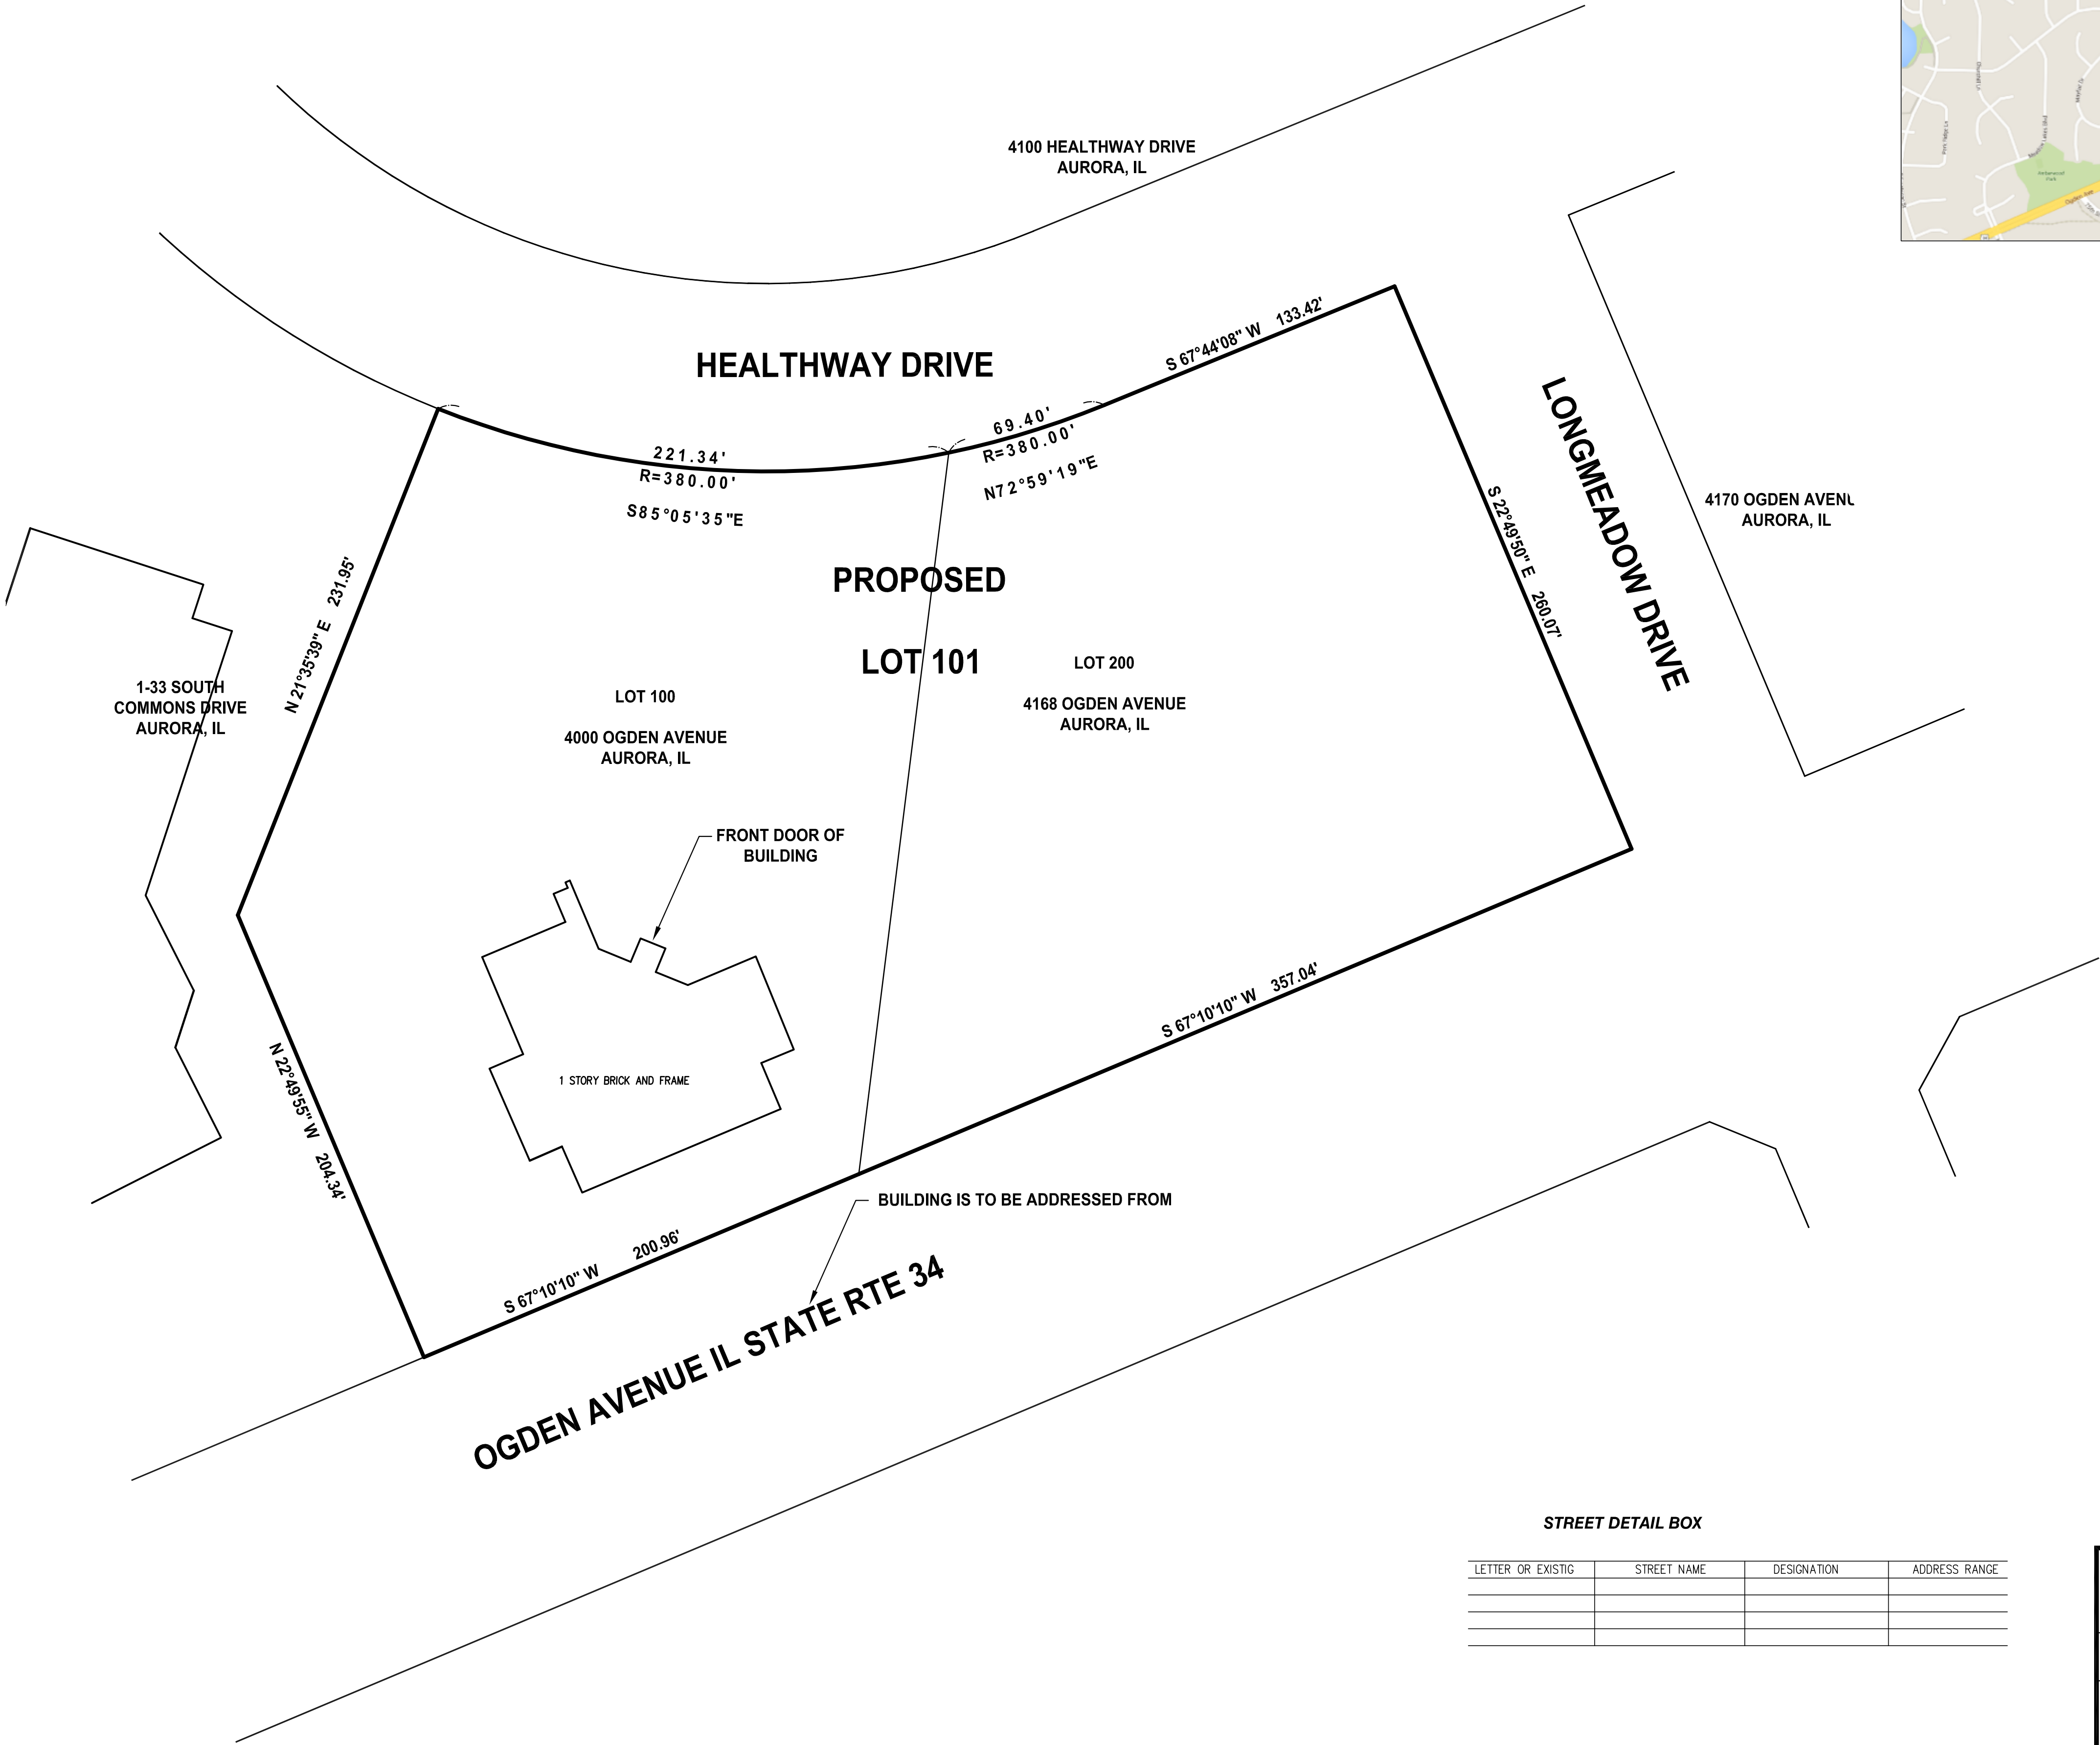 4100 HEALTHWAY DRIVE
AURORA, IL
HEALTHWAY DRIVE
S 67°44'08" W 133.42'
69.40'
R=380.00'
N72°59'19"E
221.34'
R=380.00'
S85°05'35"E
LONGMEADOW DRIVE
S 22°49'50" E 260.07'
4170 OGDEN AVENU
AURORA, IL
N 21°35'39" E 231.95'
PROPOSED
LOT 101
LOT 200
4168 OGDEN AVENUE
AURORA, IL
LOT 100
4000 OGDEN AVENUE
AURORA, IL
1-33 SOUTH
COMMONS DRIVE
AURORA, IL
FRONT DOOR OF
BUILDING
1 STORY BRICK AND FRAME
N 22°49'55" W 204.34'
S 67°10'10" W 357.04'
BUILDING IS TO BE ADDRESSED FROM
S 67°10'10" W 200.96'
OGDEN AVENUE IL STATE RTE 34
STREET DETAIL BOX
LETTER OR EXISTIG STREET NAME DESIGNATION ADDRESS RANGE
Ogden Ave